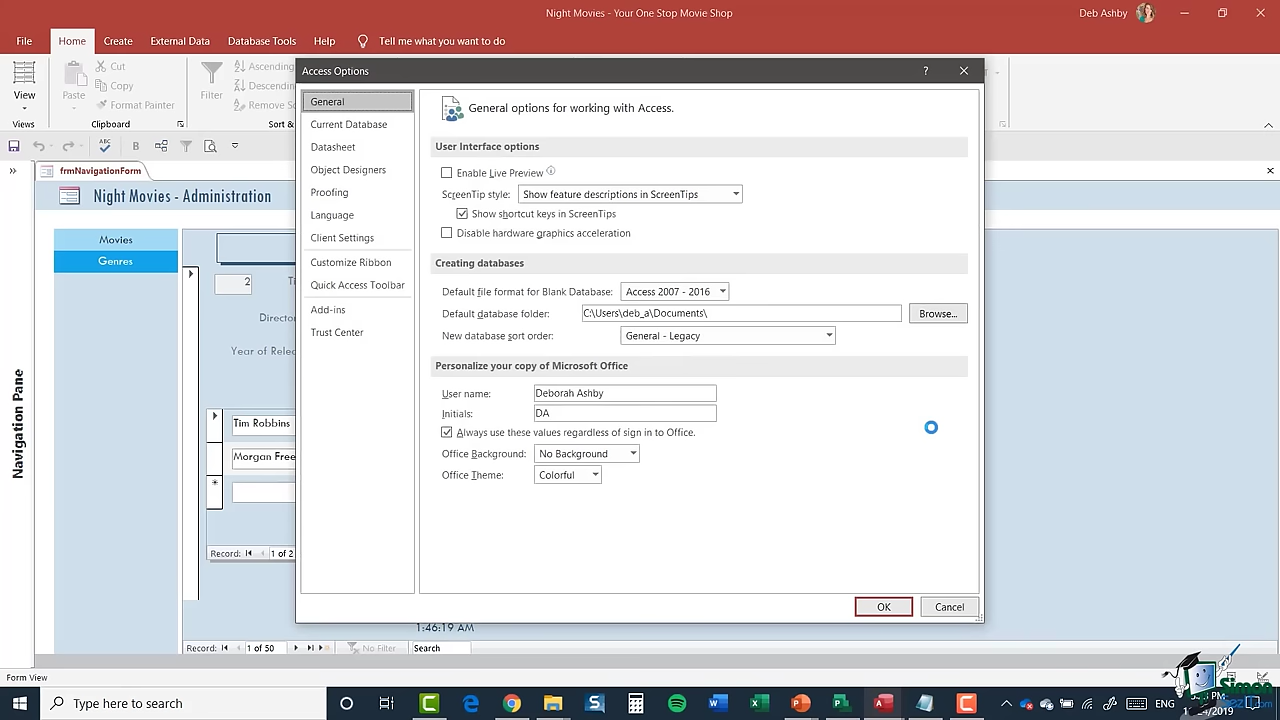 Night Movies - Your One Stop Movie Shop
Deb Ashby
File Home Create External Data Database Tools Help Tell me what you want to do
View
Views
Paste
Cut
Copy
Format Painter
Clipboard
Filter
Ascending
Remove So
Sort &
frmNavigationForm
Night Movies - Administration
Movies
Genres
Navigation Pane
2
Director
Tim Robbins
Morgan Free
Record: 1 of 2
1:46:19 AM
Record: 1 of 50 No Filter Search
Form View
Access Options
General
Current Database
Datasheet
Object Designers
Proofing
Language
Client Settings
Customize Ribbon
Quick Access Toolbar
Add-ins
Trust Center
General options for working with Access.
User Interface options
Enable Live Preview
ScreenTip style: Show feature descriptions in ScreenTips
Show shortcut keys in ScreenTips
Disable hardware graphics acceleration
Creating databases
Default file format for Blank Database: Access 2007 - 2016
Default database folder: C:\Users\deb_a\Documents\ Browse...
New database sort order: General - Legacy
Personalize your copy of Microsoft Office
User name: Deborah Ashby
Initials: DA
Always use these values regardless of sign in to Office.
Office Background: No Background
Office Theme: Colorful
OK Cancel
Type here to search